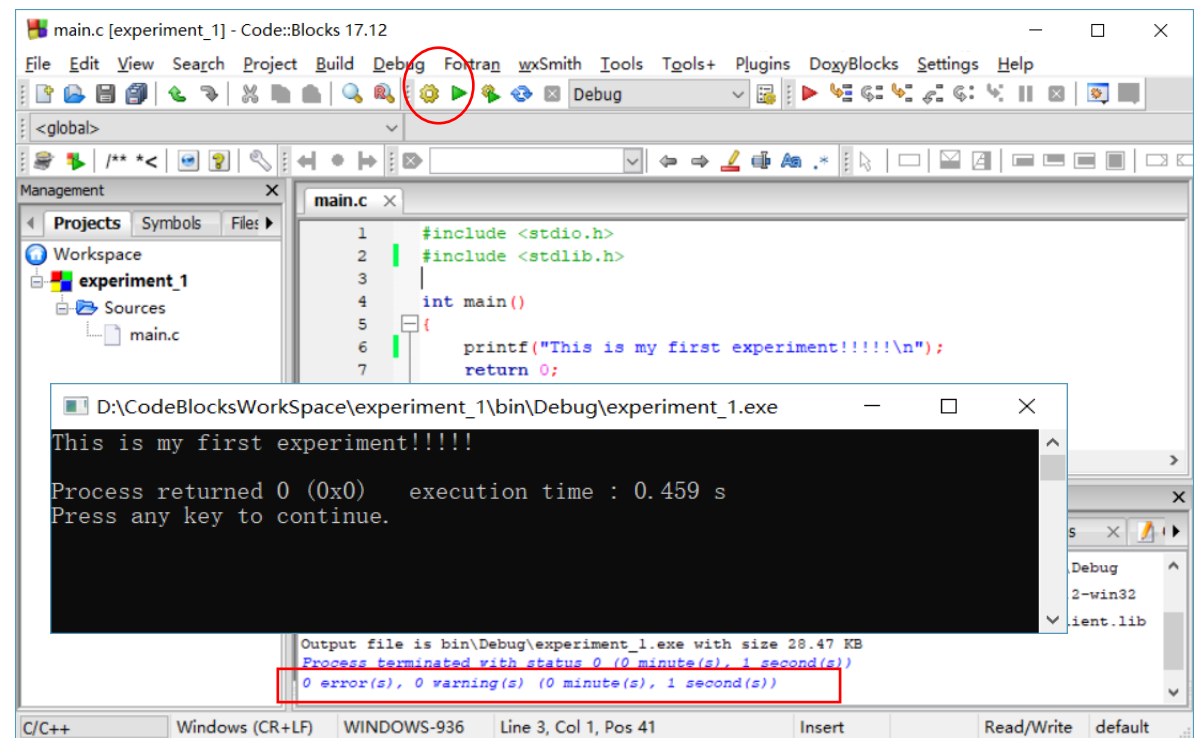 main.c [experiment_1] - Code::Blocks 17.12
File Edit View Search Project Build Debug Fortran wxSmith Tools Tools+ Plugins DoxyBlocks Settings Help
Debug
<global>
/** *<
Aa .*
Management
Projects Symbols Files
main.c
Workspace
experiment_1
Sources
main.c
1 #include <stdio.h>
2 #include <stdlib.h>
3
4 int main()
5 {
6 printf("This is my first experiment!!!!!\n");
7 return 0;
D:\CodeBlocksWorkSpace\experiment_1\bin\Debug\experiment_1.exe
This is my first experiment!!!!!
Process returned 0 (0x0) execution time : 0.459 s
Press any key to continue.
s
\Debug
2-win32
ient.lib
Output file is bin\Debug\experiment_1.exe with size 28.47 KB
Process terminated with status 0 (0 minute(s), 1 second(s))
0 error(s), 0 warning(s) (0 minute(s), 1 second(s))
C/C++ Windows (CR+LF) WINDOWS-936 Line 3, Col 1, Pos 41 Insert Read/Write default